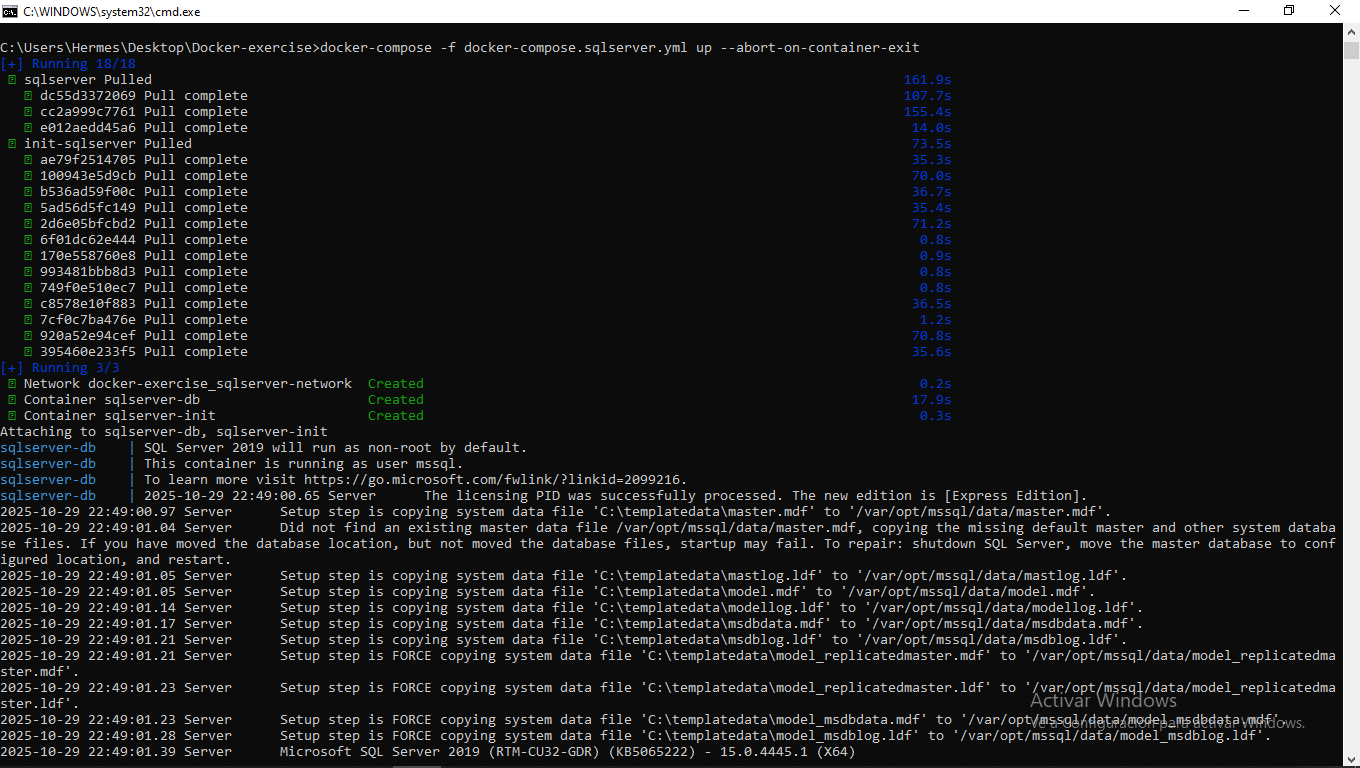 C:\WINDOWS\system32\cmd.exe
C:\Users\Hermes\Desktop\Docker-exercise>docker-compose -f docker-compose.sqlserver.yml up --abort-on-container-exit
[+] Running 18/18
sqlserver Pulled 161.9s
dc55d3372069 Pull complete 107.7s
cc2a999c7761 Pull complete 155.4s
e012aedd45a6 Pull complete 14.0s
init-sqlserver Pulled 73.5s
ae79f2514705 Pull complete 35.3s
100943e5d9cb Pull complete 70.0s
b536ad59f00c Pull complete 36.7s
5ad56d5fc149 Pull complete 35.4s
2d6e05bfcbd2 Pull complete 71.2s
6f01dc62e444 Pull complete 0.8s
170e558760e8 Pull complete 0.9s
993481bbb8d3 Pull complete 0.8s
749f0e510ec7 Pull complete 0.8s
c8578e10f883 Pull complete 36.5s
7cf0c7ba476e Pull complete 1.2s
920a52e94cef Pull complete 70.8s
395460e233f5 Pull complete 35.6s
[+] Running 3/3
Network docker-exercise_sqlserver-network Created 0.2s
Container sqlserver-db Created 17.9s
Container sqlserver-init Created 0.3s
Attaching to sqlserver-db, sqlserver-init
sqlserver-db | SQL Server 2019 will run as non-root by default.
sqlserver-db | This container is running as user mssql.
sqlserver-db | To learn more visit https://go.microsoft.com/fwlink/?linkid=2099216.
sqlserver-db | 2025-10-29 22:49:00.65 Server The licensing PID was successfully processed. The new edition is [Express Edition].
2025-10-29 22:49:00.97 Server Setup step is copying system data file 'C:\templatedata\master.mdf' to '/var/opt/mssql/data/master.mdf'.
2025-10-29 22:49:01.04 Server Did not find an existing master data file /var/opt/mssql/data/master.mdf, copying the missing default master and other system databa
se files. If you have moved the database location, but not moved the database files, startup may fail. To repair: shutdown SQL Server, move the master database to conf
igured location, and restart.
2025-10-29 22:49:01.05 Server Setup step is copying system data file 'C:\templatedata\mastlog.ldf' to '/var/opt/mssql/data/mastlog.ldf'.
2025-10-29 22:49:01.05 Server Setup step is copying system data file 'C:\templatedata\model.mdf' to '/var/opt/mssql/data/model.mdf'.
2025-10-29 22:49:01.14 Server Setup step is copying system data file 'C:\templatedata\modellog.ldf' to '/var/opt/mssql/data/modellog.ldf'.
2025-10-29 22:49:01.17 Server Setup step is copying system data file 'C:\templatedata\msdbdata.mdf' to '/var/opt/mssql/data/msdbdata.mdf'.
2025-10-29 22:49:01.21 Server Setup step is copying system data file 'C:\templatedata\msdblog.ldf' to '/var/opt/mssql/data/msdblog.ldf'.
2025-10-29 22:49:01.21 Server Setup step is FORCE copying system data file 'C:\templatedata\model_replicatedmaster.mdf' to '/var/opt/mssql/data/model_replicatedma
ster.mdf'.
2025-10-29 22:49:01.23 Server Setup step is FORCE copying system data file 'C:\templatedata\model_replicatedmaster.ldf' to '/var/opt/mssql/data/model_replicatedma
ster.ldf'.
2025-10-29 22:49:01.23 Server Setup step is FORCE copying system data file 'C:\templatedata\model_msdbdata.mdf' to '/var/opt/mssql/data/model_msdbdata.mdf'.
2025-10-29 22:49:01.28 Server Setup step is FORCE copying system data file 'C:\templatedata\model_msdblog.ldf' to '/var/opt/mssql/data/model_msdblog.ldf'.
2025-10-29 22:49:01.39 Server Microsoft SQL Server 2019 (RTM-CU32-GDR) (KB5065222) - 15.0.4445.1 (X64)
Activar Windows
Ve a Configuración para activar Windows.